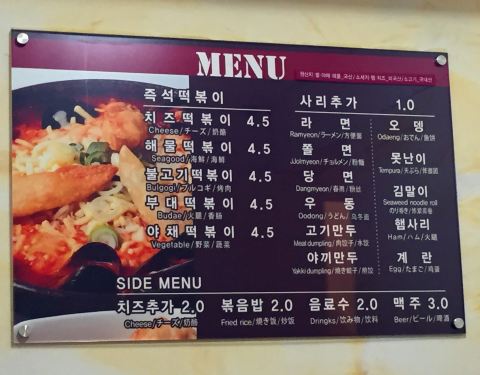 MENU
즉석떡볶이
치즈떡볶이 4.5
Cheese/チーズ/奶酪
해물떡볶이 4.5
Seagood/海鮮/海鲜
불고기떡볶이 4.5
Bulgogi/プルコギ/烤肉
부대떡볶이 4.5
Budae/火腿/香肠
야채떡볶이 4.5
Vegetable/野菜/蔬菜
사리추가 1.0
라면
Ramyeon/ラーメン/方便面
쫄면
JJolmyeon/チョルメン/粉麵
당면
Dangmyeon/春雨/粉丝
우동
Oodong/うどん/乌冬面
고기만두
Meat dumpling/肉饺子/水饺
야끼만두
Yakki dumpling/焼き餃子/煎饺
오뎅
Odaeng/おでん/魚饼
못난이
Tempura/天ぷら/
김말이
Seaweed noodle roll
のり巻き/
햄사리
Ham/ハム/火腿
계란
Egg/たまご/鸡蛋
SIDE MENU
치즈추가 2.0
Cheese/チーズ/奶酪
볶음밥 2.0
Fried rice/焼き飯/炒饭
음료수 2.0
Drinks/飲み物/饮料
맥주 3.0
Beer/ビール/啤酒